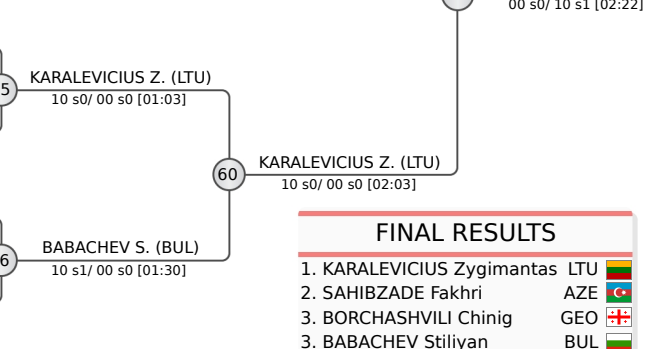 00 s0/ 10 s1 [02:22]
5
KARALEVICIUS Z. (LTU)
10 s0/ 00 s0 [01:03]
60
KARALEVICIUS Z. (LTU)
10 s0/ 00 s0 [02:03]
6
BABACHEV S. (BUL)
10 s1/ 00 s0 [01:30]
FINAL RESULTS
1. KARALEVICIUS Zygimantas LTU
2. SAHIBZADE Fakhri AZE
3. BORCHASHVILI Chinig GEO
3. BABACHEV Stiliyan BUL